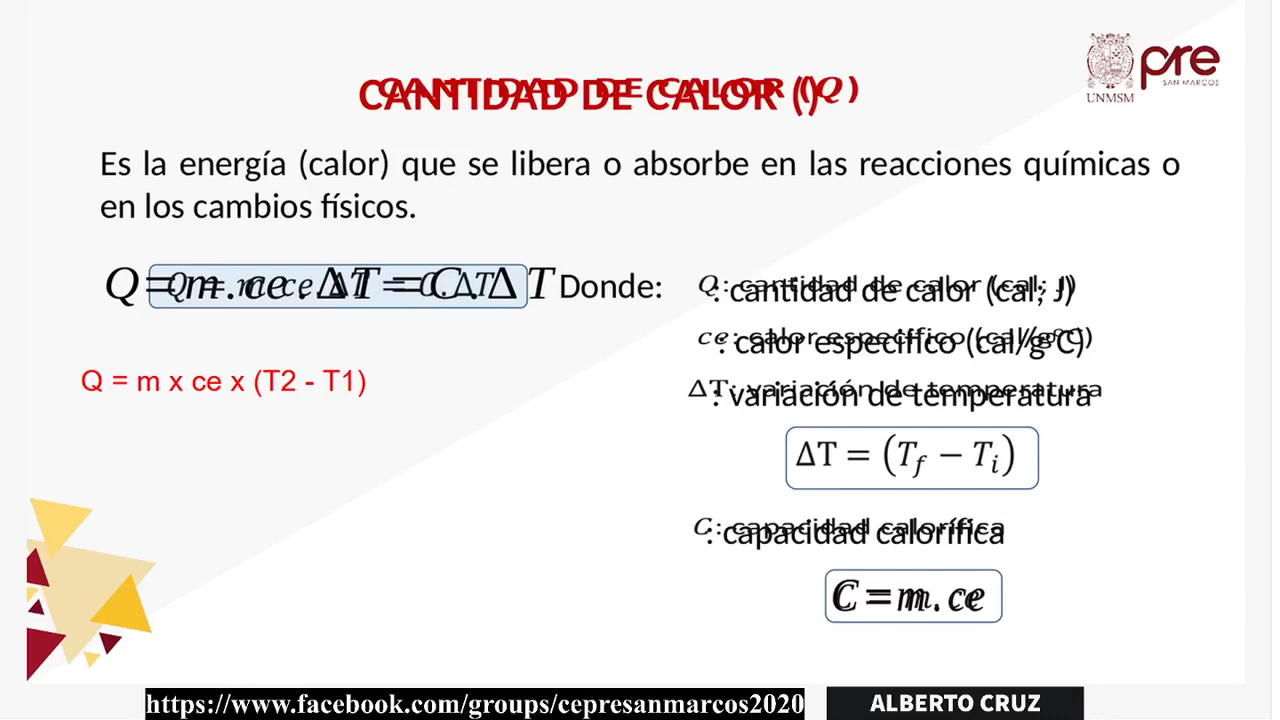 pre
SAN MARCOS
UNMSM
CANTIDAD DE CALOR (Q)
Es la energía (calor) que se libera o absorbe en las reacciones químicas o
en los cambios físicos.
Q = m . ce . ΔT = C . ΔT Donde:
Q: cantidad de calor (cal; J)
ce: calor específico (cal/g°C)
ΔT: variación de temperatura
Q = m x ce x (T2 - T1)
ΔT = (T_f − T_i)
C: capacidad calorífica
C = m . ce
https://www.facebook.com/groups/cepresanmarcos2020
ALBERTO CRUZ